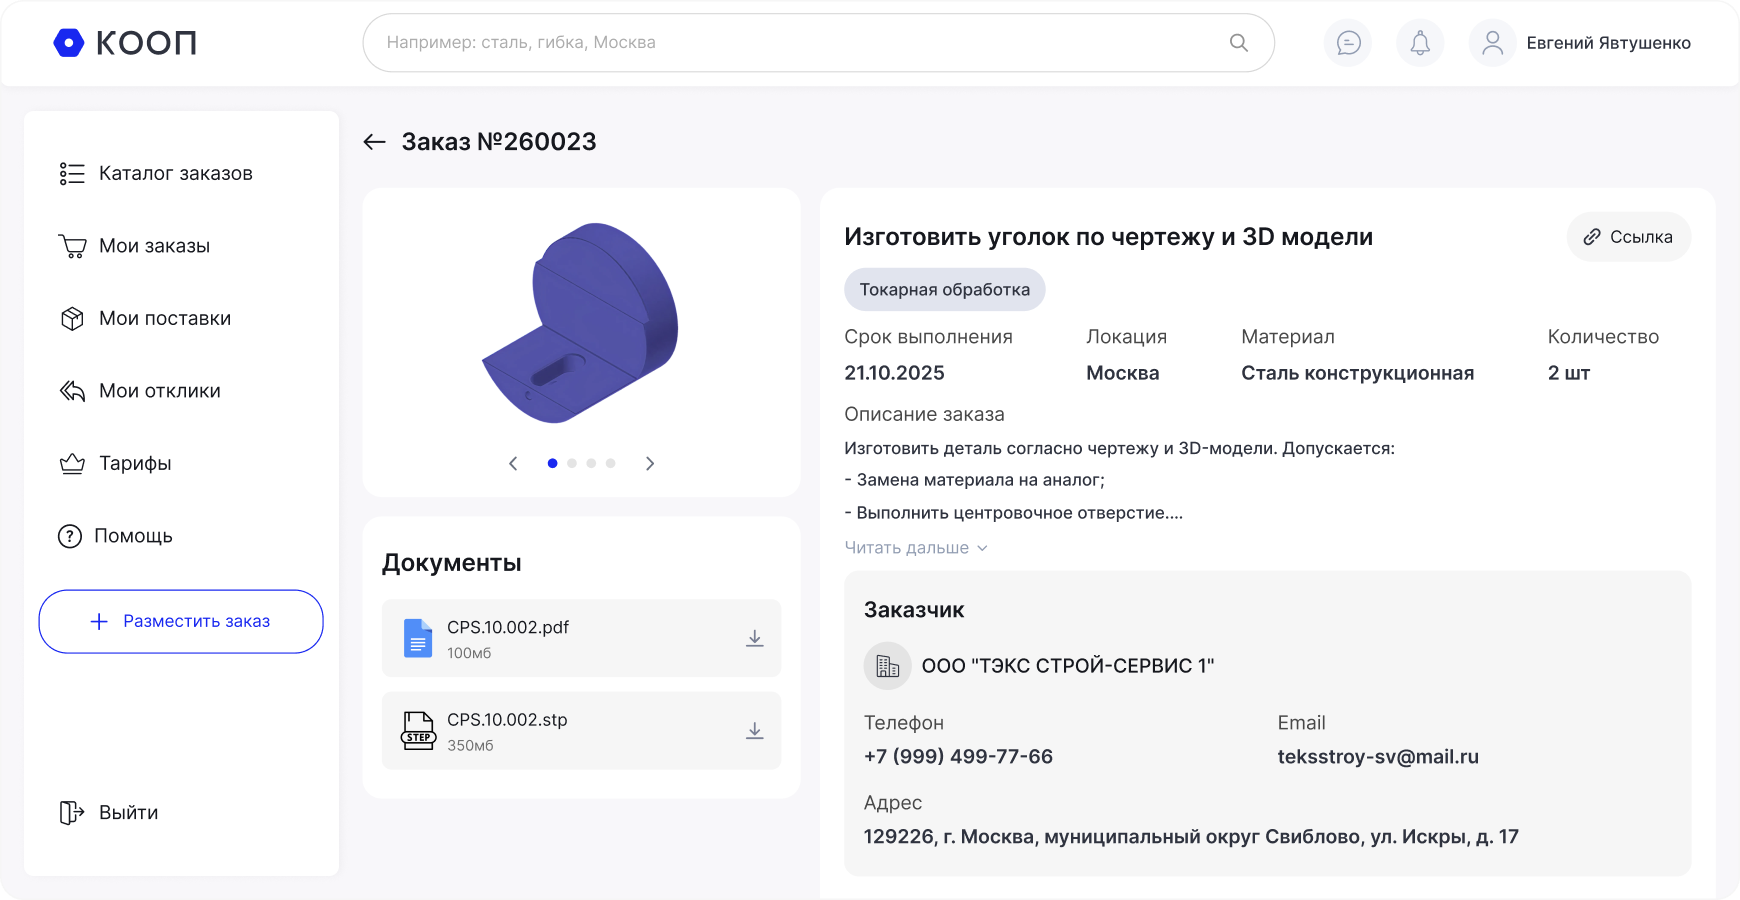 КООП
Например: сталь, гибка, Москва
Евгений Явтушенко
Каталог заказов
Мои заказы
Мои поставки
Мои отклики
Тарифы
Помощь
Разместить заказ
Выйти
Заказ №260023
Документы
CPS.10.002.pdf
100мб
STEP
CPS.10.002.stp
350мб
Изготовить уголок по чертежу и 3D модели
Ссылка
Токарная обработка
Срок выполнения Локация Материал Количество
21.10.2025 Москва Сталь конструкционная 2 шт
Описание заказа
Изготовить деталь согласно чертежу и 3D-модели. Допускается:
- Замена материала на аналог;
- Выполнить центровочное отверстие....
Читать дальше
Заказчик
ООО "ТЭКС СТРОЙ-СЕРВИС 1"
Телефон Email
+7 (999) 499-77-66 teksstroy-sv@mail.ru
Адрес
129226, г. Москва, муниципальный округ Свиблово, ул. Искры, д. 17